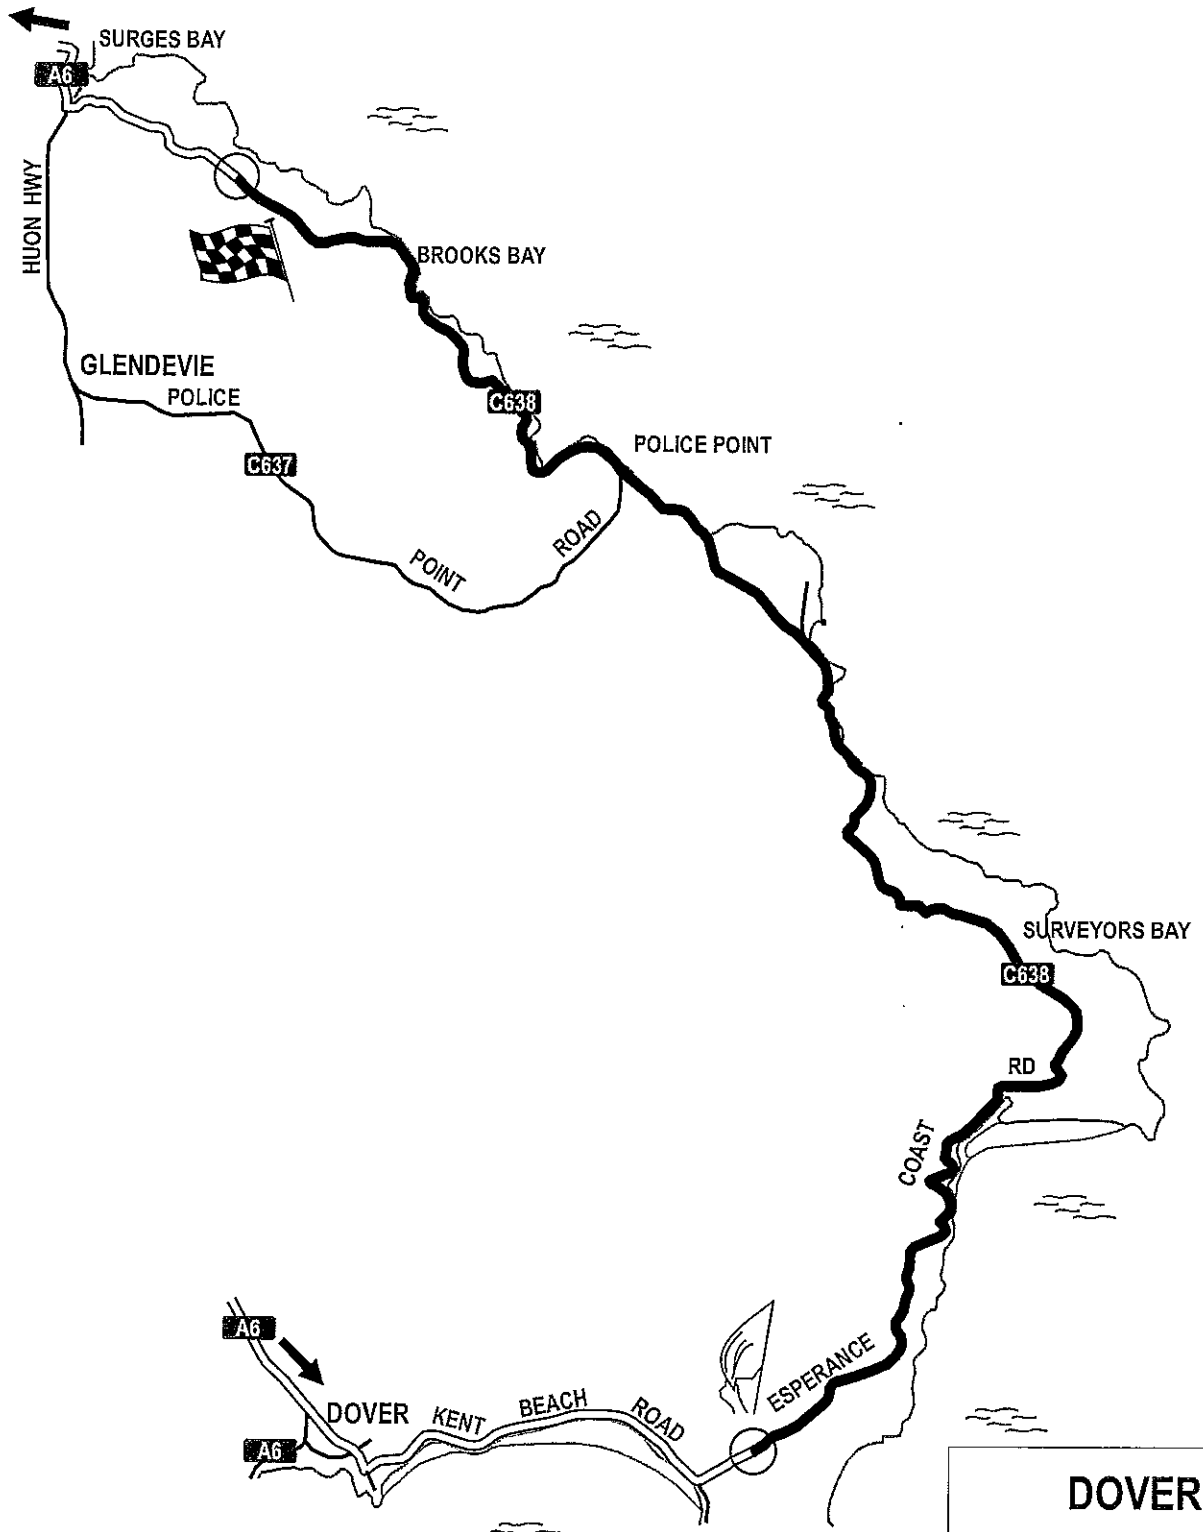 SURGES BAY
A6
HUON HWY
BROOKS BAY
GLENDEVIE
POLICE
C638
POLICE POINT
C637
POINT
ROAD
SURVEYORS BAY
C638
RD
COAST
A6
ESPERANCE
DOVER
KENT
BEACH
ROAD
A6
DOVER